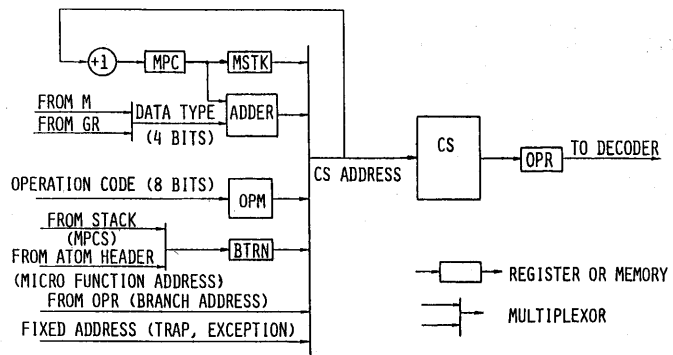 +1
MPC
MSTK
FROM M
FROM GR
DATA TYPE
(4 BITS)
ADDER
CS
CS ADDRESS
OPR
TO DECODER
OPERATION CODE (8 BITS)
OPM
FROM STACK
(MPCS)
FROM ATOM HEADER
(MICRO FUNCTION ADDRESS)
BTRN
FROM OPR (BRANCH ADDRESS)
FIXED ADDRESS (TRAP, EXCEPTION)
REGISTER OR MEMORY
MULTIPLEXOR